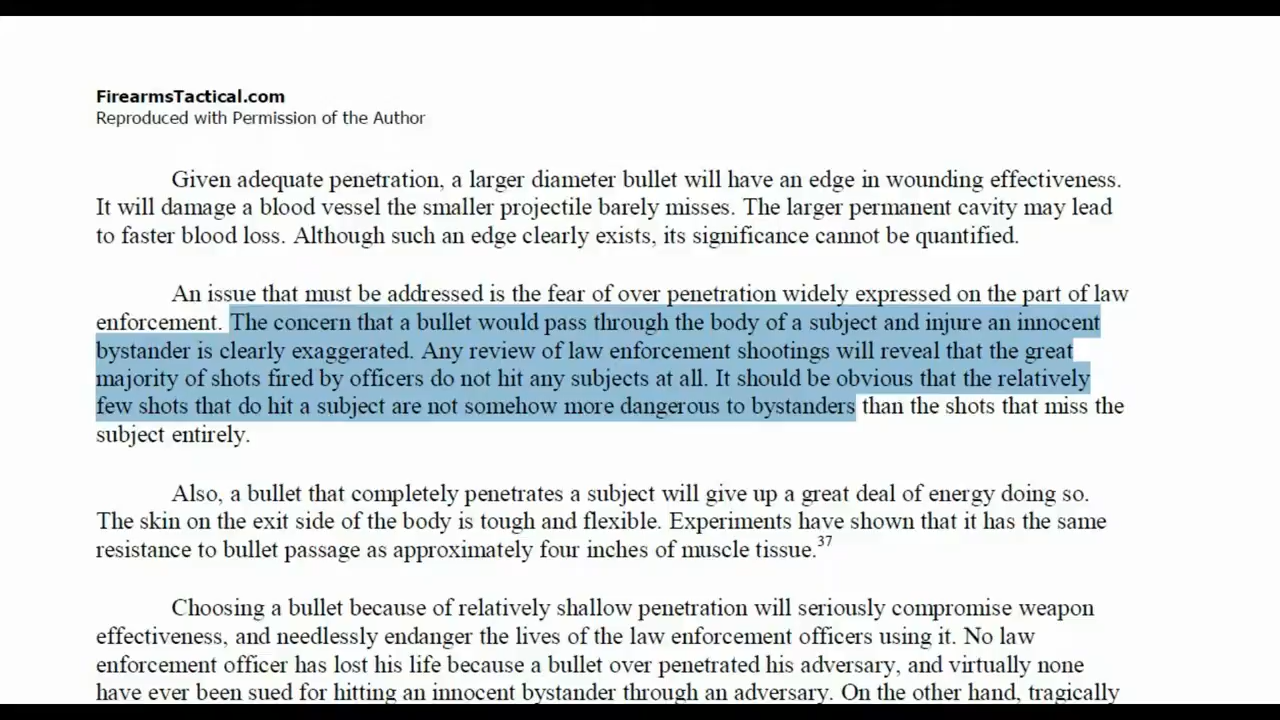 FirearmsTactical.com
Reproduced with Permission of the Author
Given adequate penetration, a larger diameter bullet will have an edge in wounding effectiveness.
It will damage a blood vessel the smaller projectile barely misses. The larger permanent cavity may lead
to faster blood loss. Although such an edge clearly exists, its significance cannot be quantified.
An issue that must be addressed is the fear of over penetration widely expressed on the part of law
enforcement. The concern that a bullet would pass through the body of a subject and injure an innocent
bystander is clearly exaggerated. Any review of law enforcement shootings will reveal that the great
majority of shots fired by officers do not hit any subjects at all. It should be obvious that the relatively
few shots that do hit a subject are not somehow more dangerous to bystanders than the shots that miss the
subject entirely.
Also, a bullet that completely penetrates a subject will give up a great deal of energy doing so.
The skin on the exit side of the body is tough and flexible. Experiments have shown that it has the same
resistance to bullet passage as approximately four inches of muscle tissue.37
Choosing a bullet because of relatively shallow penetration will seriously compromise weapon
effectiveness, and needlessly endanger the lives of the law enforcement officers using it. No law
enforcement officer has lost his life because a bullet over penetrated his adversary, and virtually none
have ever been sued for hitting an innocent bystander through an adversary. On the other hand, tragically